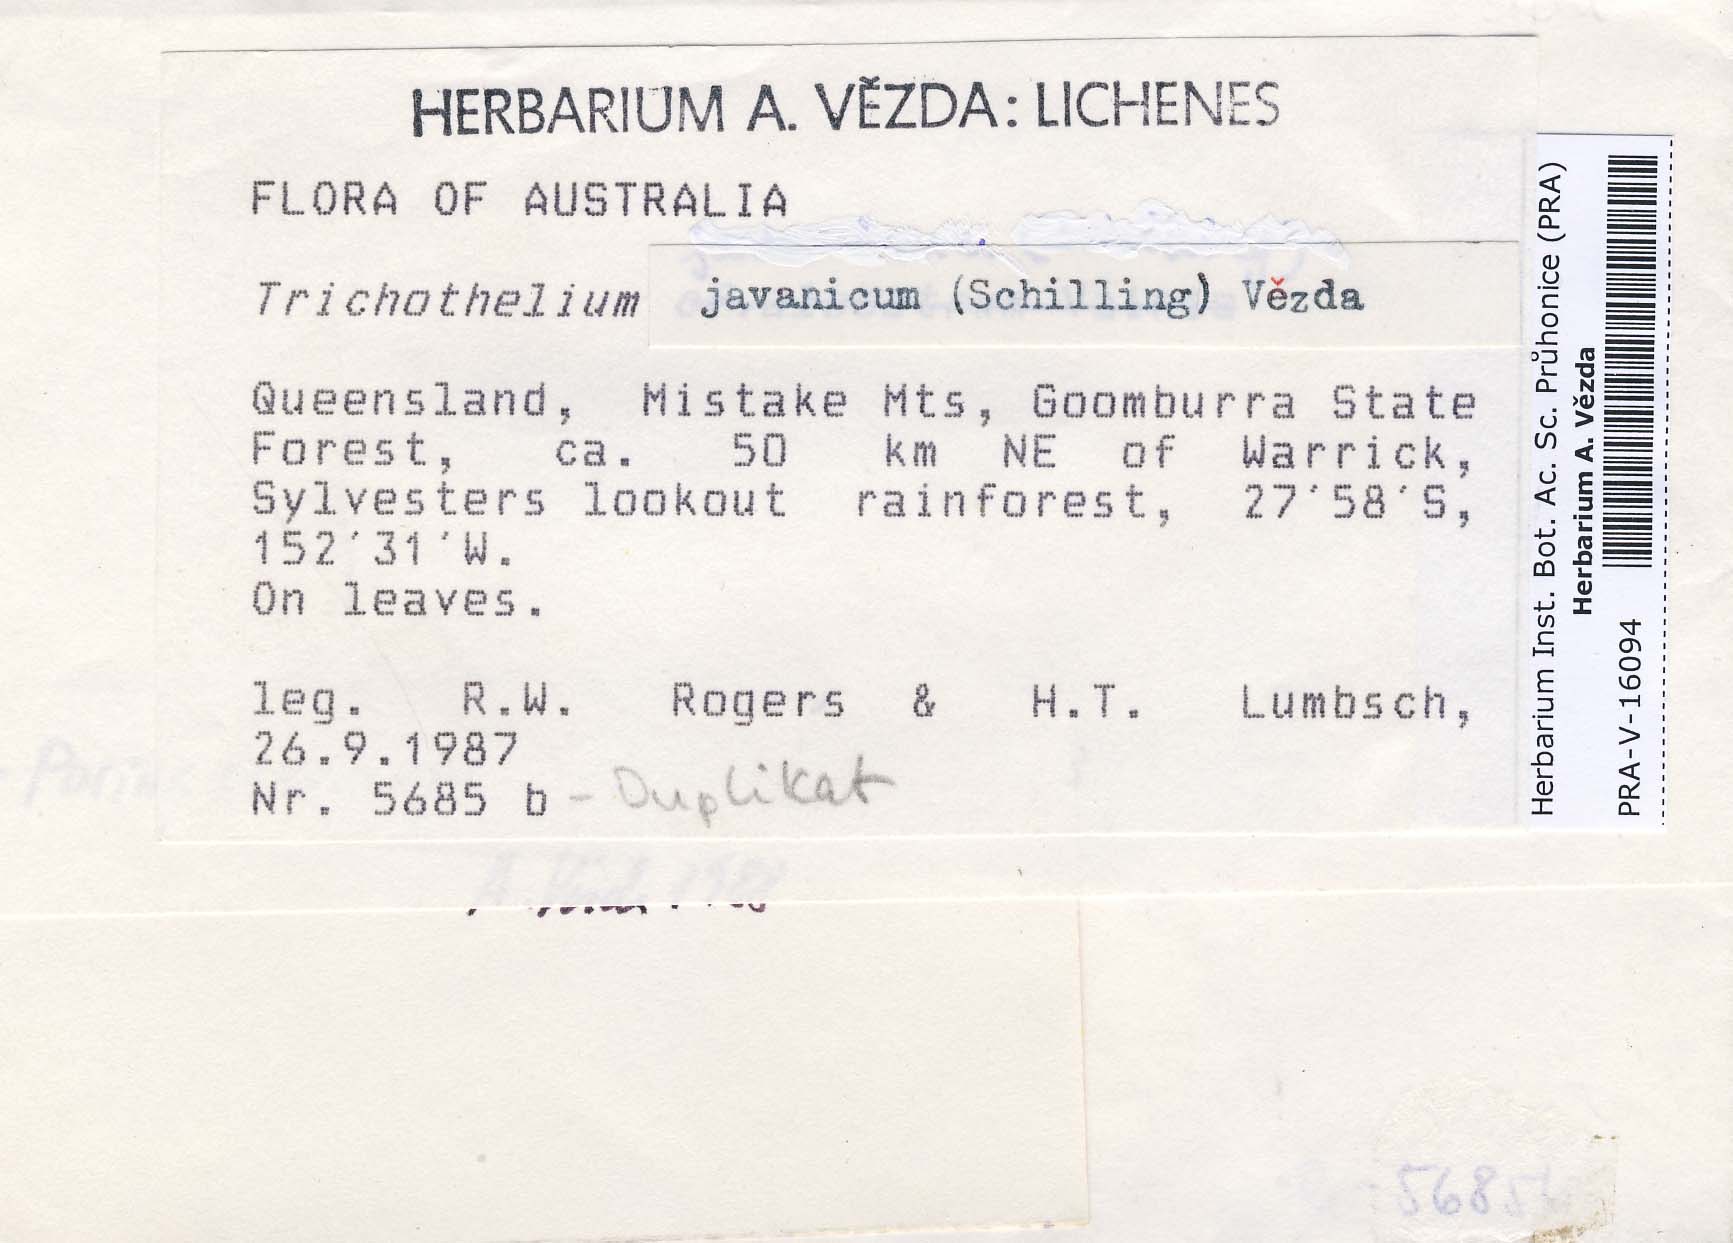 HERBARIUM A. VĚZDA: LICHENES
FLORA OF AUSTRALIA
Trichothelium javanicum (Schilling) Vězda
Queensland, Mistake Mts, Goomburra State
Forest, ca. 50 km NE of Warrick,
Sylvesters lookout rainforest, 27´58´S,
152´31´W.
On leaves.
leg. R.W. Rogers & H.T. Lumbsch,
26.9.1987
Nr. 5685 b - Duplikat
Herbarium Inst. Bot. Ac. Sc. Průhonice (PRA)
Herbarium A. Vězda
PRA-V-16094